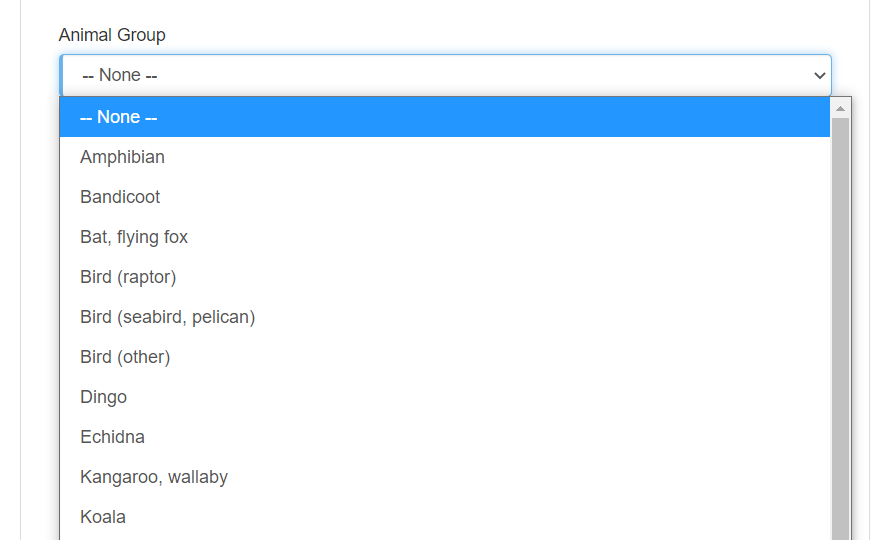 Animal Group
-- None --
-- None --
Amphibian
Bandicoot
Bat, flying fox
Bird (raptor)
Bird (seabird, pelican)
Bird (other)
Dingo
Echidna
Kangaroo, wallaby
Koala